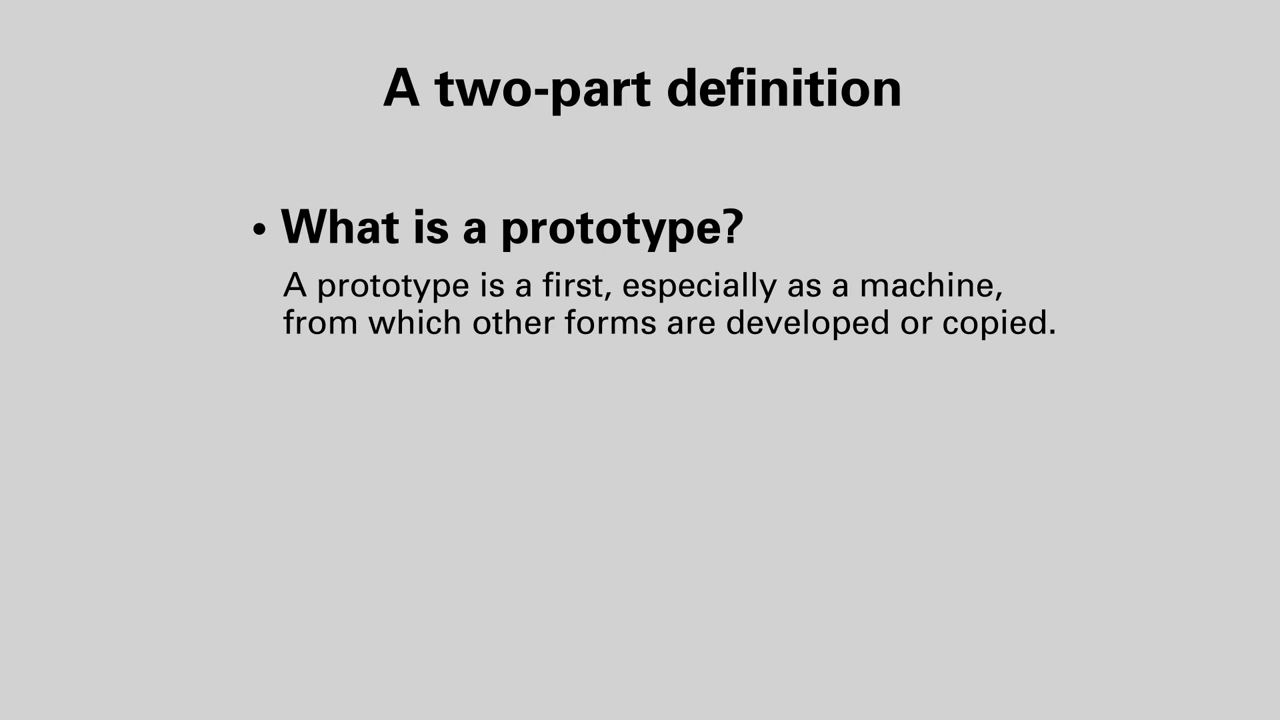 A two-part definition
• What is a prototype?
A prototype is a first, especially as a machine,
from which other forms are developed or copied.